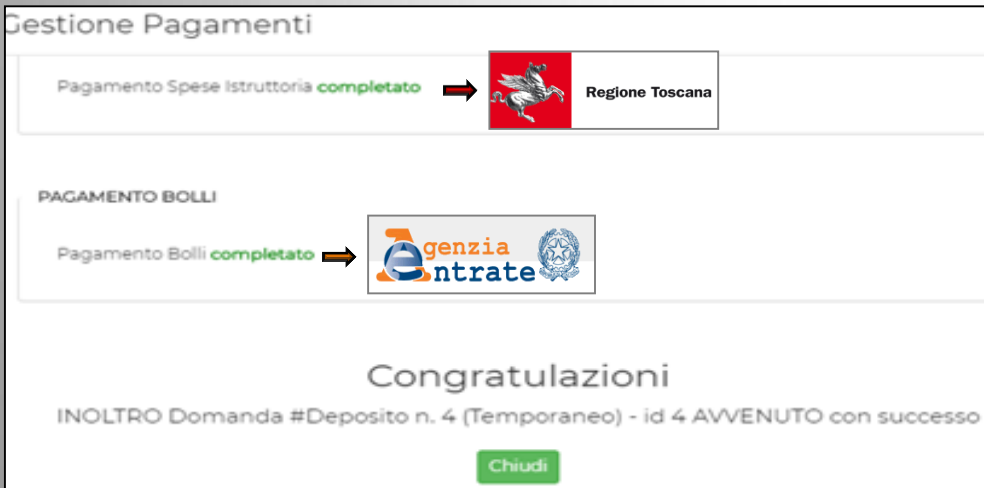 Gestione Pagamenti
Pagamento Spese Istruttoria completato
Regione Toscana
PAGAMENTO BOLLI
Pagamento Bolli completato
Agenzia
Entrate
Congratulazioni
INOLTRO Domanda #Deposito n. 4 (Temporaneo) - id 4 AVVENUTO con successo
Chiudi